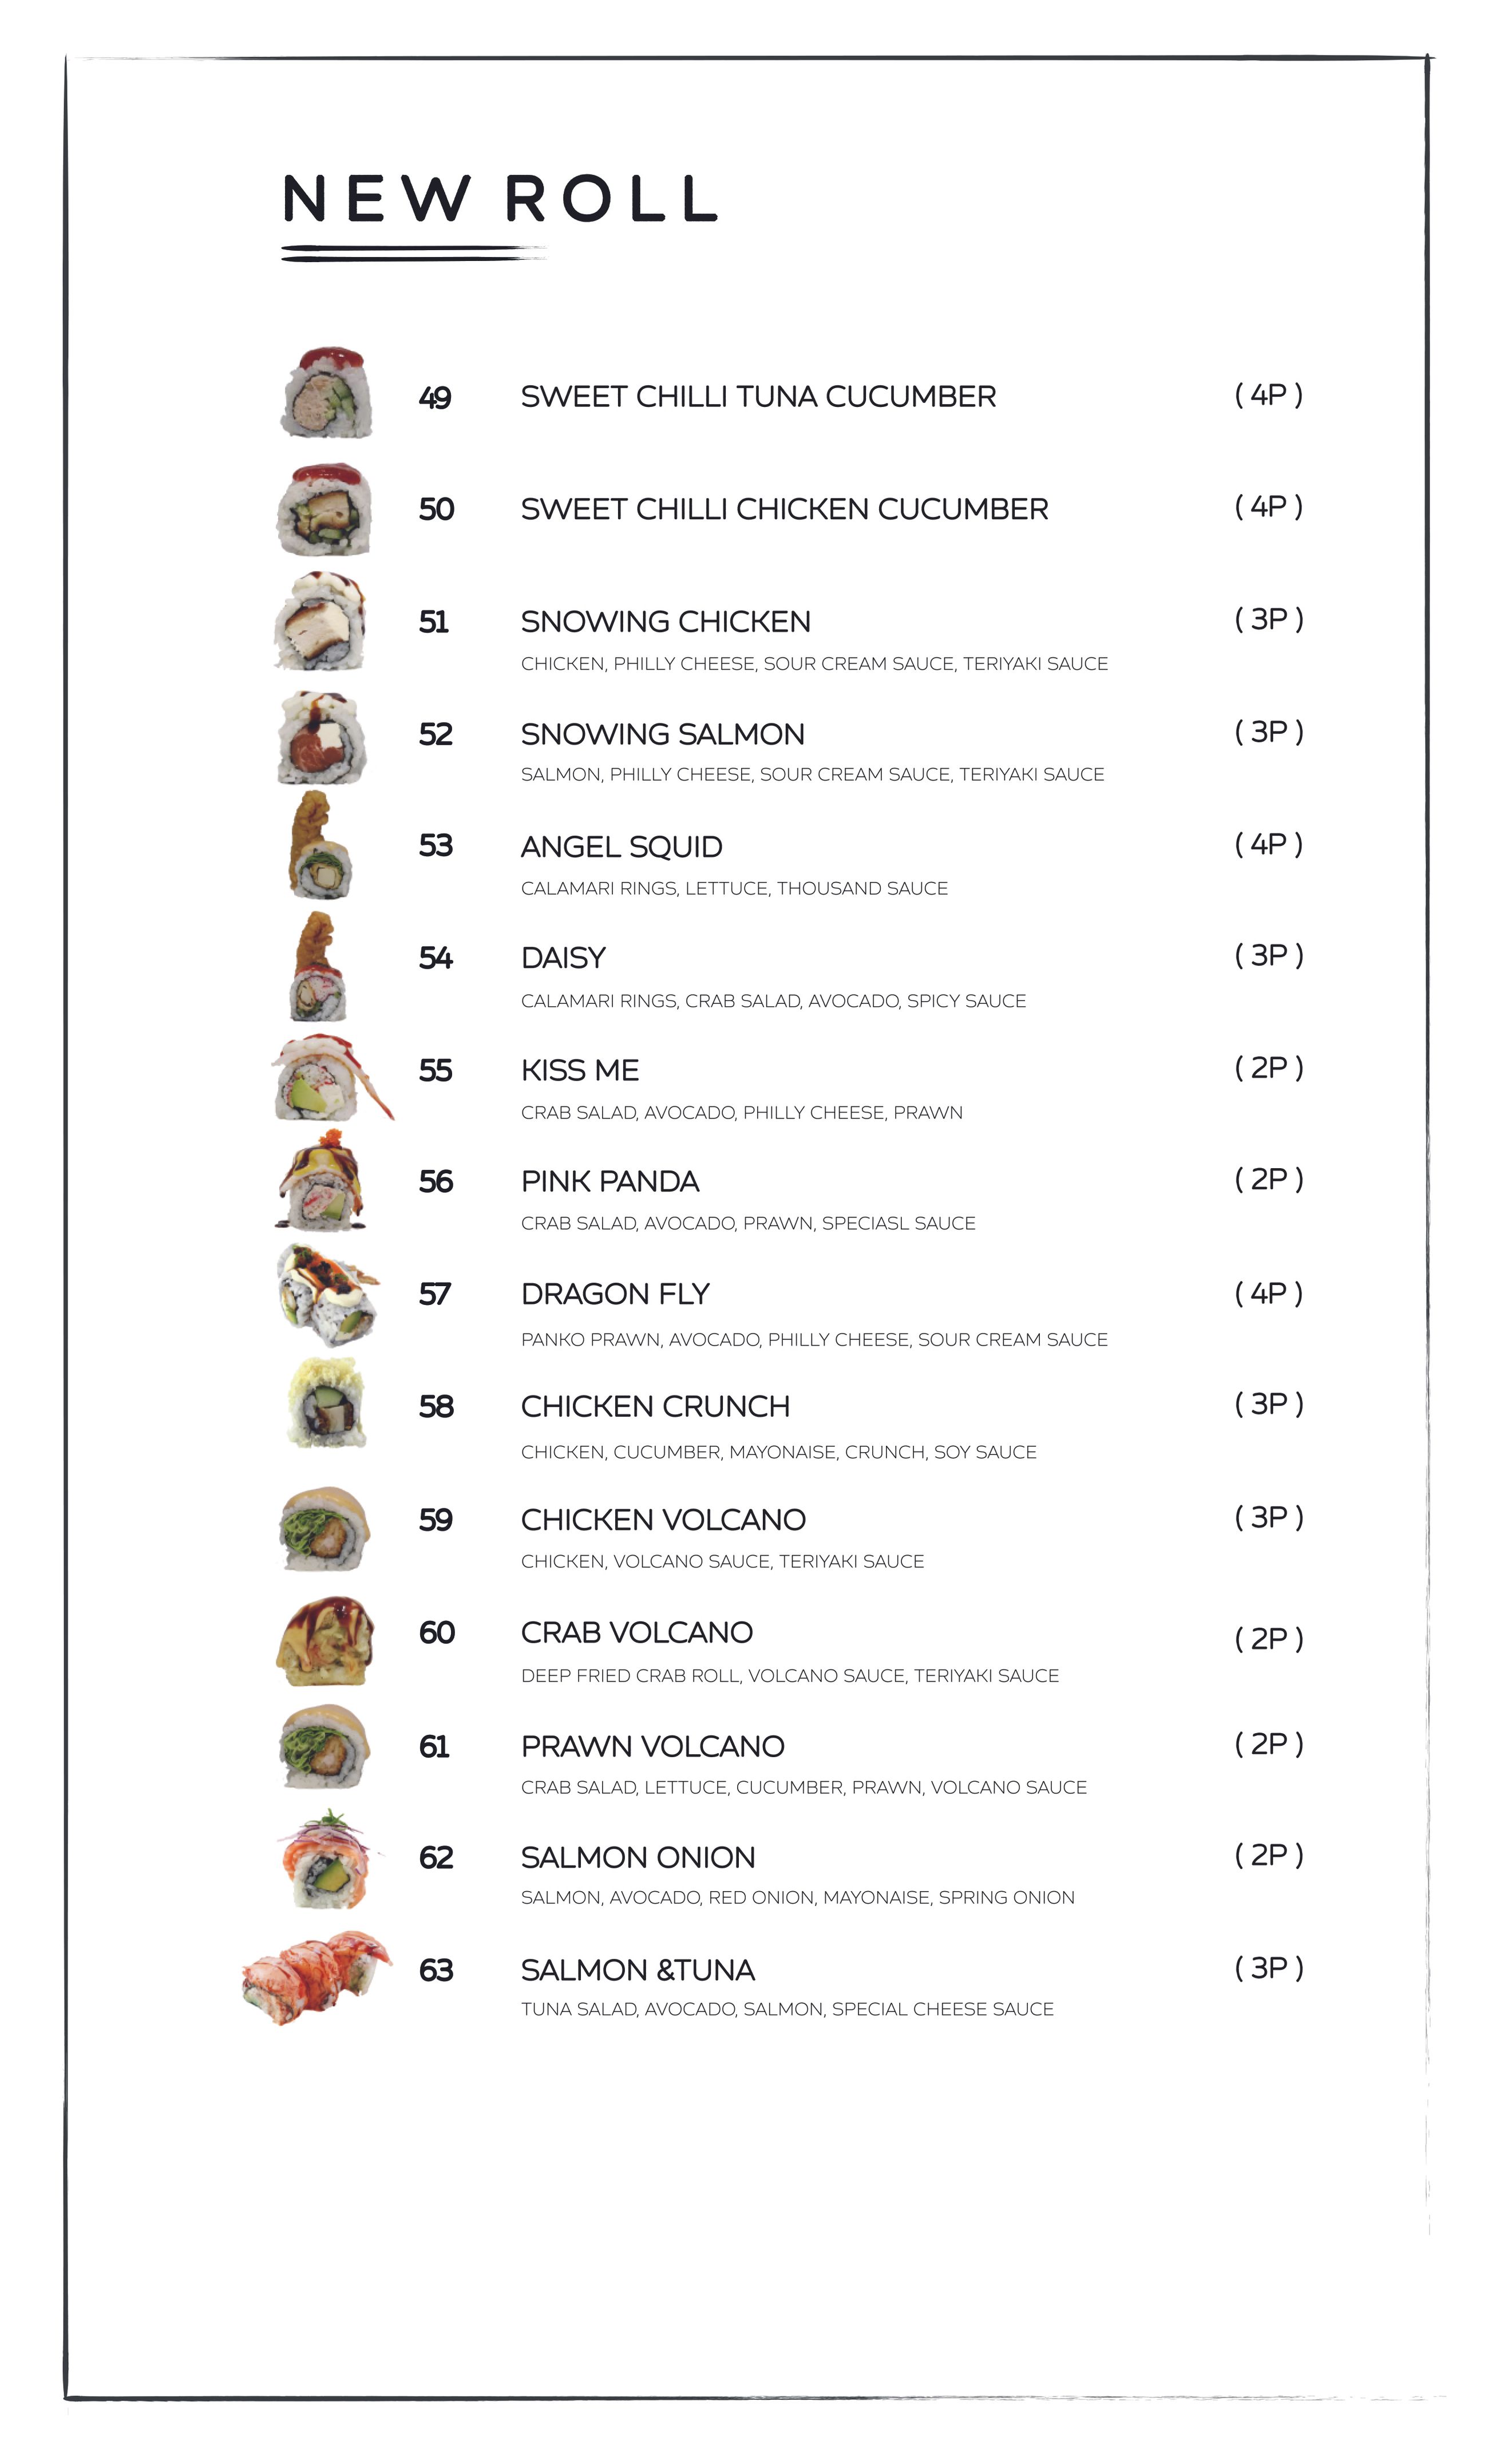 NEW ROLL
49 SWEET CHILLI TUNA CUCUMBER ( 4P )
50 SWEET CHILLI CHICKEN CUCUMBER ( 4P )
51 SNOWING CHICKEN ( 3P )
CHICKEN, PHILLY CHEESE, SOUR CREAM SAUCE, TERIYAKI SAUCE
52 SNOWING SALMON ( 3P )
SALMON, PHILLY CHEESE, SOUR CREAM SAUCE, TERIYAKI SAUCE
53 ANGEL SQUID ( 4P )
CALAMARI RINGS, LETTUCE, THOUSAND SAUCE
54 DAISY ( 3P )
CALAMARI RINGS, CRAB SALAD, AVOCADO, SPICY SAUCE
55 KISS ME ( 2P )
CRAB SALAD, AVOCADO, PHILLY CHEESE, PRAWN
56 PINK PANDA ( 2P )
CRAB SALAD, AVOCADO, PRAWN, SPECIASL SAUCE
57 DRAGON FLY ( 4P )
PANKO PRAWN, AVOCADO, PHILLY CHEESE, SOUR CREAM SAUCE
58 CHICKEN CRUNCH ( 3P )
CHICKEN, CUCUMBER, MAYONAISE, CRUNCH, SOY SAUCE
59 CHICKEN VOLCANO ( 3P )
CHICKEN, VOLCANO SAUCE, TERIYAKI SAUCE
60 CRAB VOLCANO ( 2P )
DEEP FRIED CRAB ROLL, VOLCANO SAUCE, TERIYAKI SAUCE
61 PRAWN VOLCANO ( 2P )
CRAB SALAD, LETTUCE, CUCUMBER, PRAWN, VOLCANO SAUCE
62 SALMON ONION ( 2P )
SALMON, AVOCADO, RED ONION, MAYONAISE, SPRING ONION
63 SALMON &TUNA ( 3P )
TUNA SALAD, AVOCADO, SALMON, SPECIAL CHEESE SAUCE